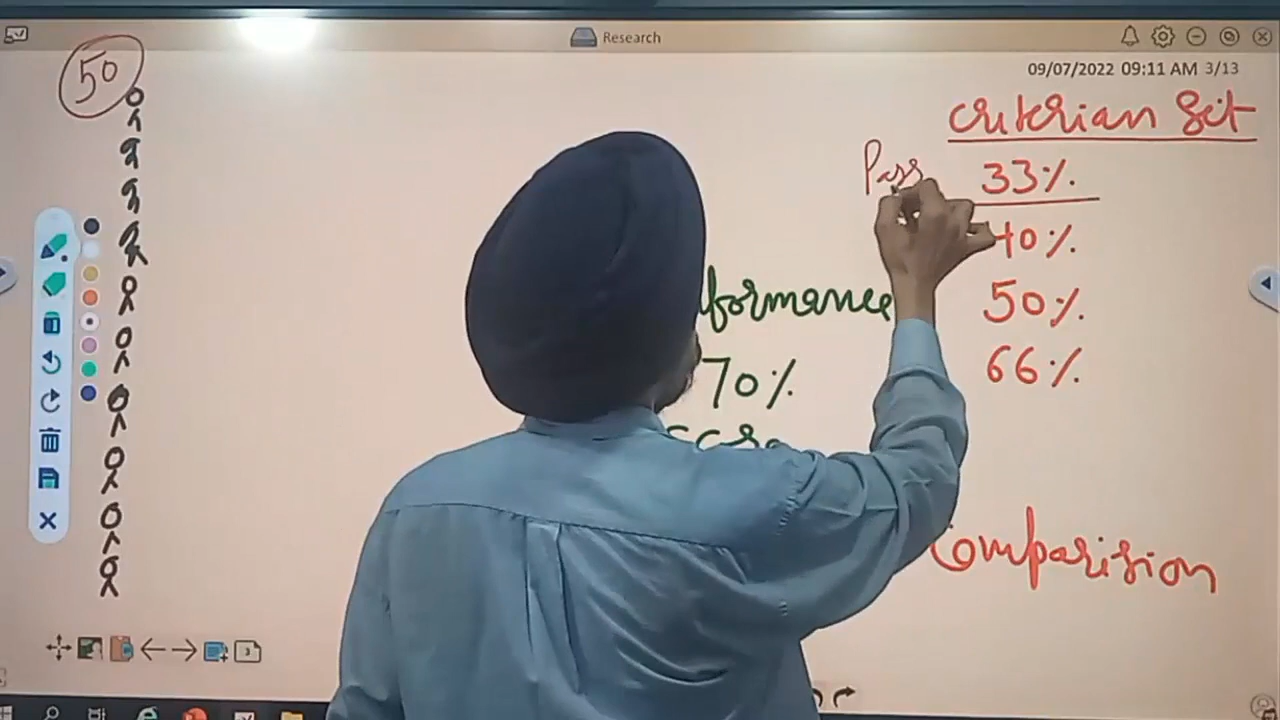 Research
09/07/2022 09:11 AM 3/13
50
Criterian Set
Pass 33%
40%
50%
66%
formance
70%
Comparision
3